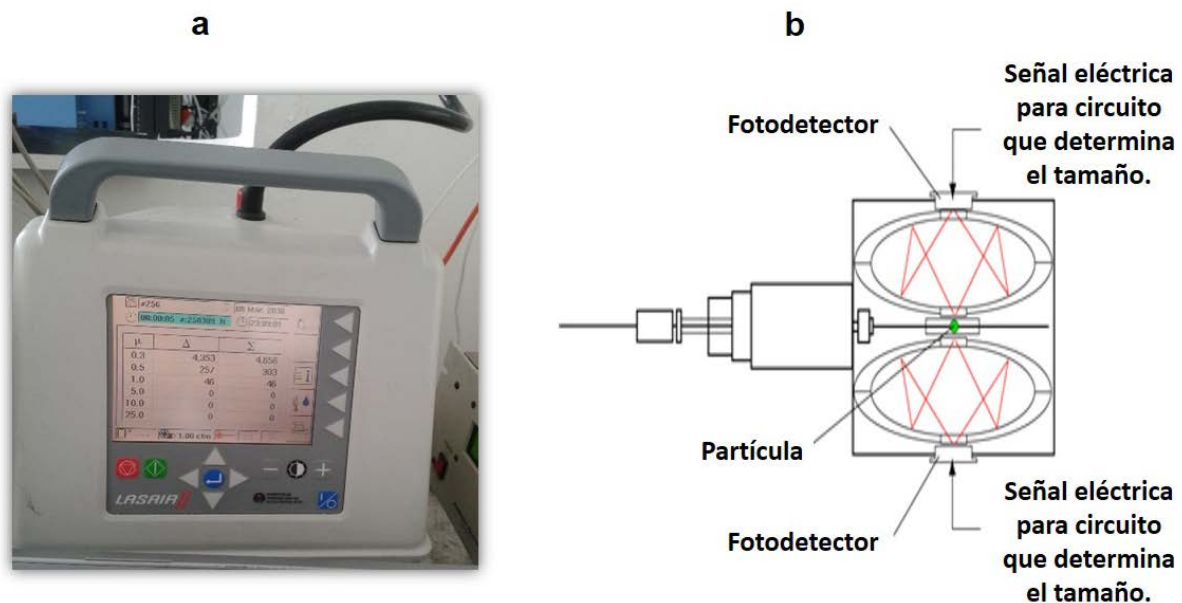 a
b
#256
00:00:05
μ Δ Σ
0.3 4,353 4,656
0.5 257 303
1.0 46 46
5.0 0 0
10.0 0 0
25.0 0 0
1.00 cfm
LASAIR II
Fotodetector
Señal eléctrica
para circuito
que determina
el tamaño.
Partícula
Fotodetector
Señal eléctrica
para circuito
que determina
el tamaño.